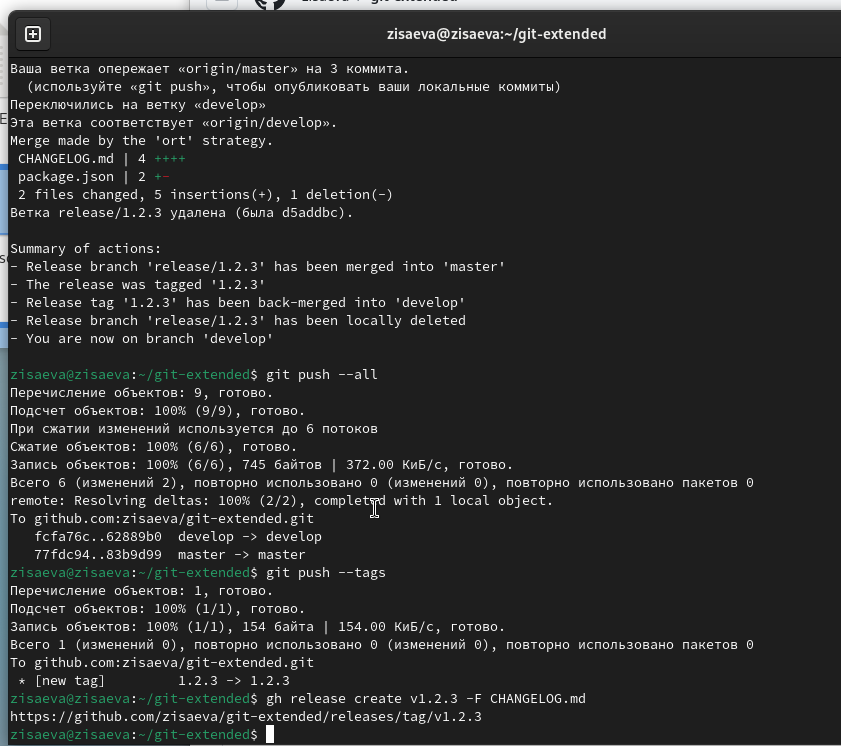 zisaeva@zisaeva:~/git-extended
Ваша ветка опережает «origin/master» на 3 коммита.
  (используйте «git push», чтобы опубликовать ваши локальные коммиты)
Переключились на ветку «develop»
Эта ветка соответствует «origin/develop».
Merge made by the 'ort' strategy.
 CHANGELOG.md | 4 ++++
 package.json | 2 +-
 2 files changed, 5 insertions(+), 1 deletion(-)
Ветка release/1.2.3 удалена (была d5addbc).
Summary of actions:
- Release branch 'release/1.2.3' has been merged into 'master'
- The release was tagged '1.2.3'
- Release tag '1.2.3' has been back-merged into 'develop'
- Release branch 'release/1.2.3' has been locally deleted
- You are now on branch 'develop'
zisaeva@zisaeva:~/git-extended$ git push --all
Перечисление объектов: 9, готово.
Подсчет объектов: 100% (9/9), готово.
При сжатии изменений используется до 6 потоков
Сжатие объектов: 100% (6/6), готово.
Запись объектов: 100% (6/6), 745 байтов | 372.00 КиБ/с, готово.
Всего 6 (изменений 2), повторно использовано 0 (изменений 0), повторно использовано пакетов 0
remote: Resolving deltas: 100% (2/2), completed with 1 local object.
To github.com:zisaeva/git-extended.git
   fcfa76c..62889b0  develop -> develop
   77fdc94..83b9d99  master -> master
zisaeva@zisaeva:~/git-extended$ git push --tags
Перечисление объектов: 1, готово.
Подсчет объектов: 100% (1/1), готово.
Запись объектов: 100% (1/1), 154 байта | 154.00 КиБ/с, готово.
Всего 1 (изменений 0), повторно использовано 0 (изменений 0), повторно использовано пакетов 0
To github.com:zisaeva/git-extended.git
 * [new tag]         1.2.3 -> 1.2.3
zisaeva@zisaeva:~/git-extended$ gh release create v1.2.3 -F CHANGELOG.md
https://github.com/zisaeva/git-extended/releases/tag/v1.2.3
zisaeva@zisaeva:~/git-extended$